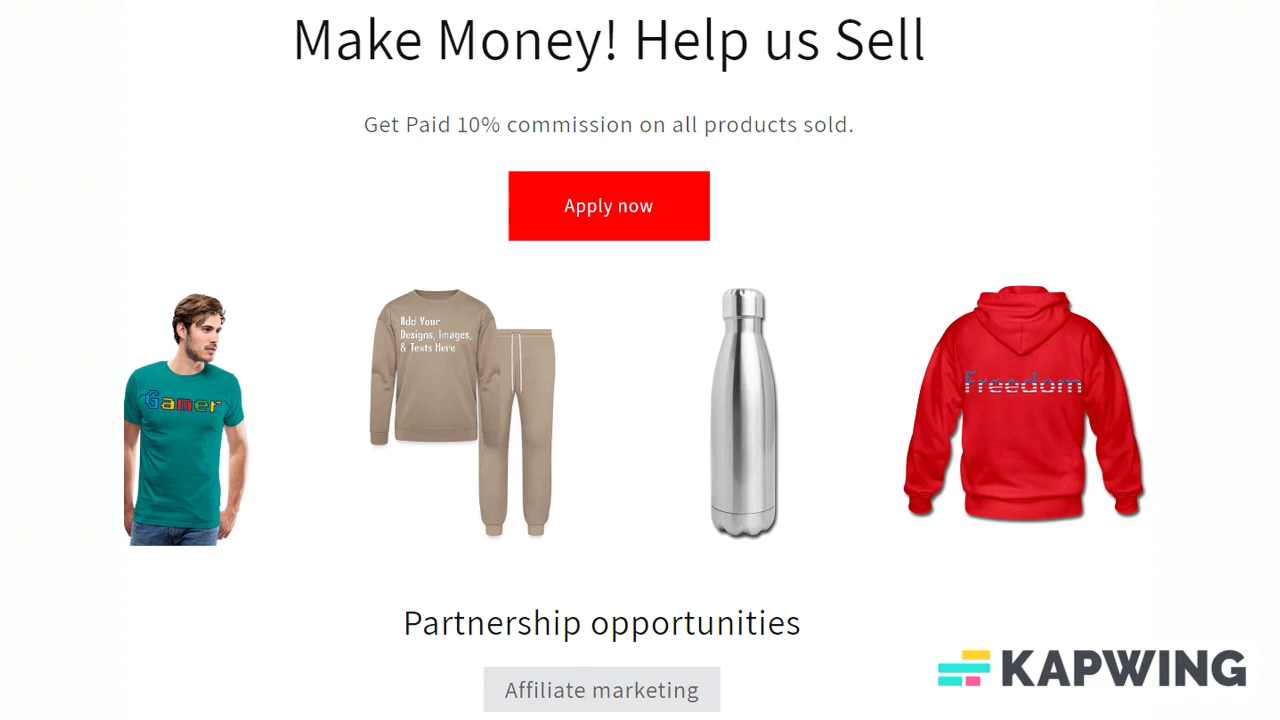 Make Money! Help us Sell
Get Paid 10% commission on all products sold.
Apply now
Gamer
Add Your
Designs, Images,
& Texts Here
Freedom
Partnership opportunities
Affiliate marketing
KAPWING